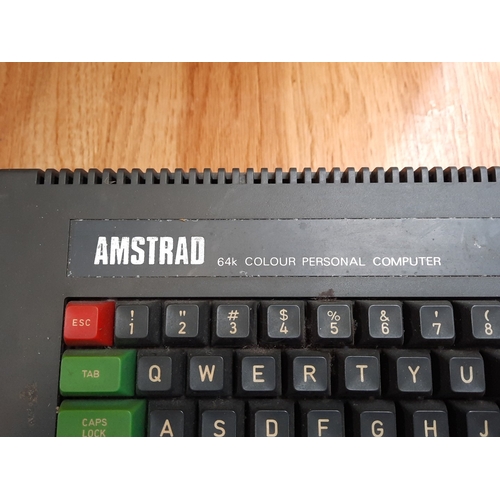 AMSTRAD 64k COLOUR PERSONAL COMPUTER
ESC ! 1 " 2 # 3 $ 4 % 5 & 6 ' 7 ( 8
TAB Q W E R T Y U
CAPS LOCK A S D F G H J